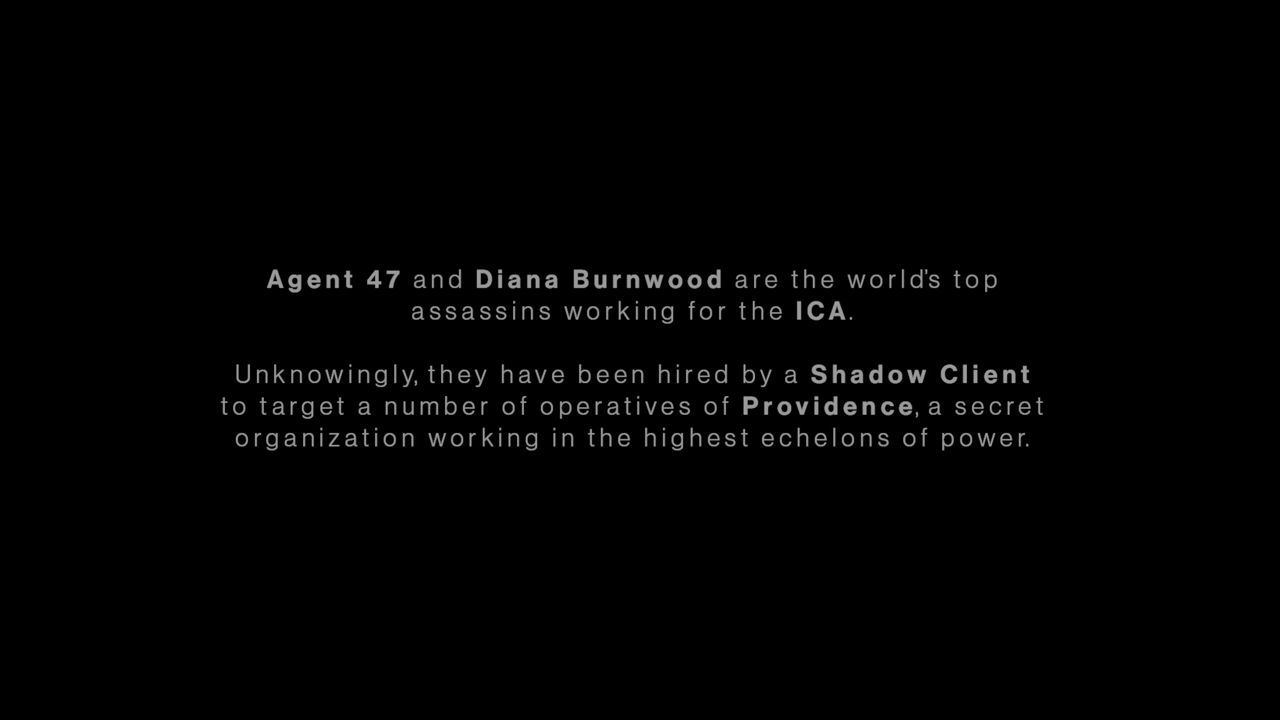 Agent 47 and Diana Burnwood are the world’s top
assassins working for the ICA.
Unknowingly, they have been hired by a Shadow Client
to target a number of operatives of Providence, a secret
organization working in the highest echelons of power.